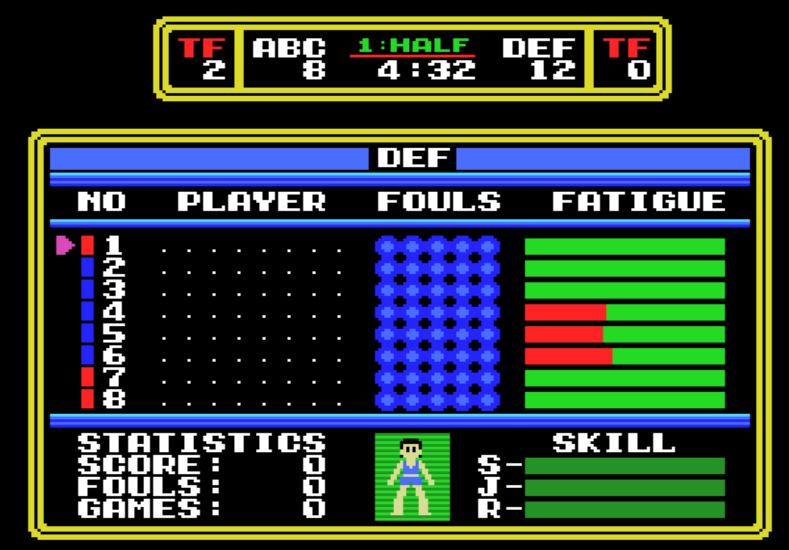 TF ABC 1:HALF DEF TF
2 8 4:32 12 0
DEF
NO PLAYER FOULS FATIGUE
1 . . . . . . . .
2 . . . . . . . .
3 . . . . . . . .
4 . . . . . . . .
5 . . . . . . . .
6 . . . . . . . .
7 . . . . . . . .
8 . . . . . . . .
STATISTICS SKILL
SCORE: 0 S-
FOULS: 0 J-
GAMES: 0 R-